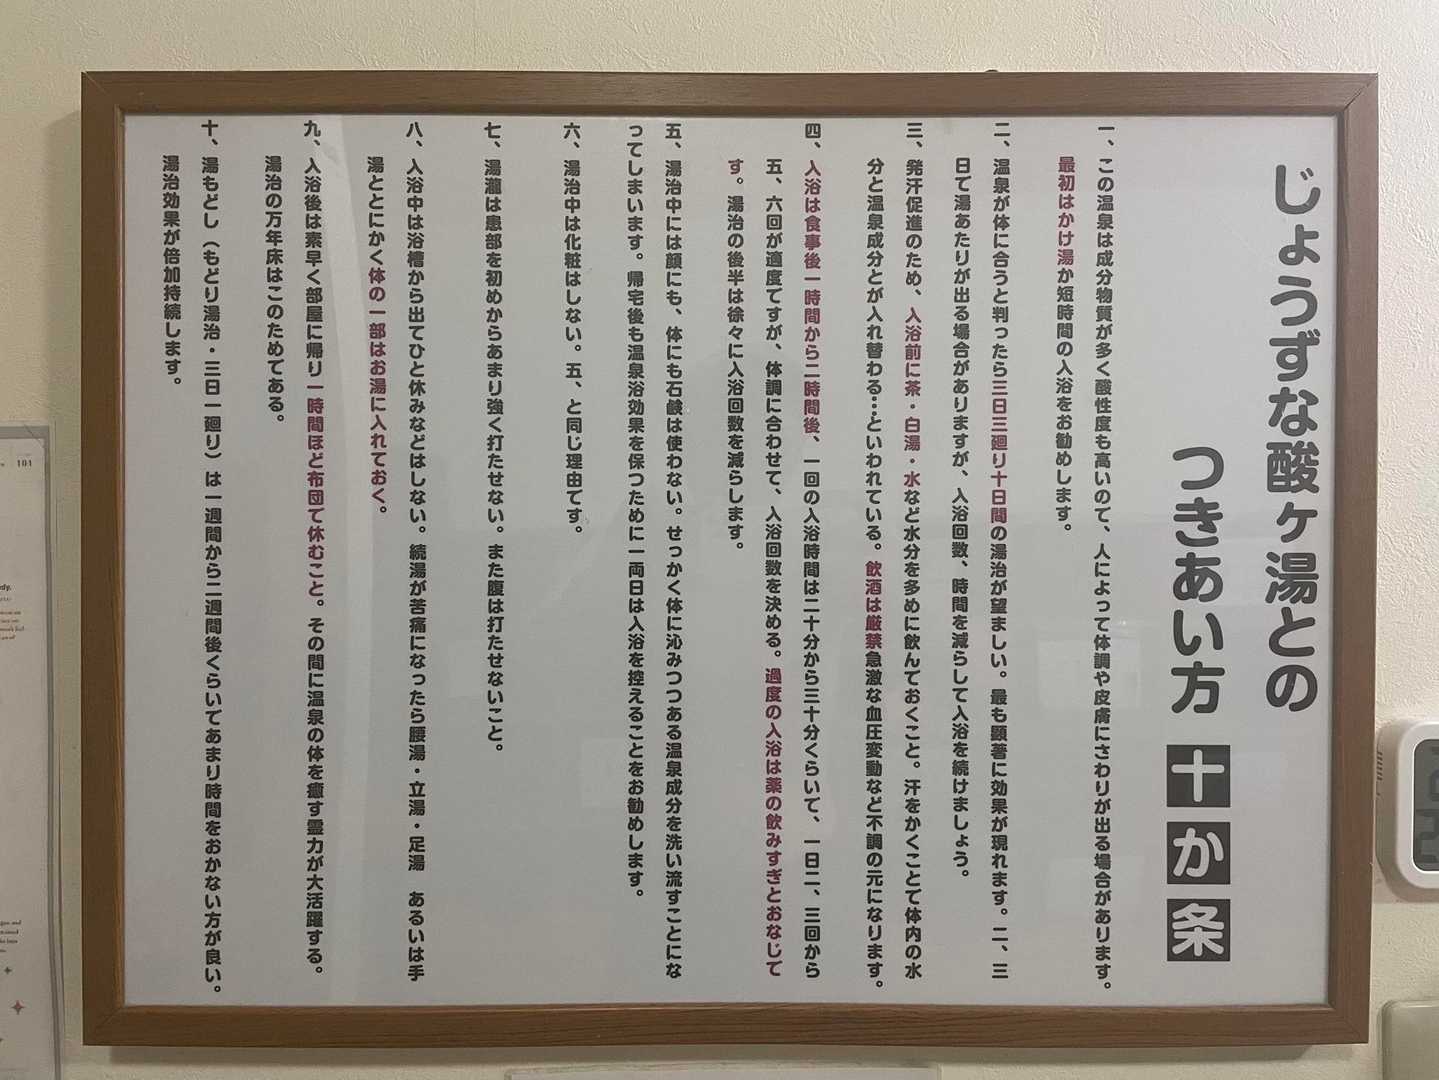 じょうずな酸ヶ湯との
つきあい方 十か条
一、この温泉は成分物質が多く酸性度も高いので、人によって体調や皮膚にさわりが出る場合があります。
最初はかけ湯か短時間の入浴をお勧めします。
二、温泉が体に合うと判ったら三日三廻り十日間の湯治が望ましい。最も顕著に効果が現れます。二、三
日で湯あたりが出る場合がありますが、入浴回数、時間を減らして入浴を続けましょう。
三、発汗促進のため、入浴前に茶・白湯・水など水分を多めに飲んでおくこと。汗をかくことで体内の水
分と温泉成分とが入れ替わる…といわれている。飲酒は厳禁急激な血圧変動など不調の元になります。
四、入浴は食事後一時間から二時間後、一回の入浴時間は二十分から三十分くらいで、一日二、三回から
五、六回が適度ですが、体調に合わせて、入浴回数を決める。過度の入浴は薬の飲みすぎとおなじで
す。湯治の後半は徐々に入浴回数を減らします。
五、湯治中には顔にも、体にも石鹸は使わない。せっかく体に沁みつつある温泉成分を洗い流すことにな
ってしまいます。帰宅後も温泉浴効果を保つために一両日は入浴を控えることをお勧めします。
六、湯治中は化粧はしない。五、と同じ理由です。
七、湯瀧は患部を初めからあまり強く打たせない。また腹は打たせないこと。
八、入浴中は浴槽から出てひと休みなどはしない。続湯が苦痛になったら腰湯・立湯・足湯 あるいは手
湯ととにかく体の一部はお湯に入れておく。
九、入浴後は素早く部屋に帰り一時間ほど布団で休むこと。その間に温泉の体を癒す霊力が大活躍する。
湯治の万年床はこのためである。
十、湯もどし（もどり湯治・三日一廻り）は一週間から二週間後くらいであまり時間をおかない方が良い。
湯治効果が倍加持続します。
101